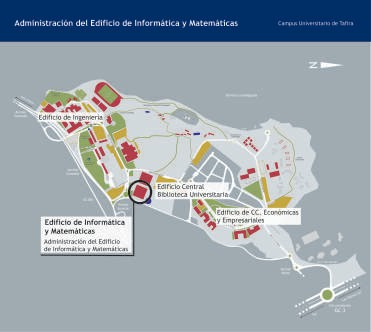 Administración del Edificio de Informática y Matemáticas
Campus Universitario de Tafira
N
Edificio de Ingeniería
Edificio Central
Biblioteca Universitaria
Edificio de CC. Económicas
y Empresariales
Edificio de Informática
y Matemáticas
Administración del Edificio
de Informática y Matemáticas
GC 3